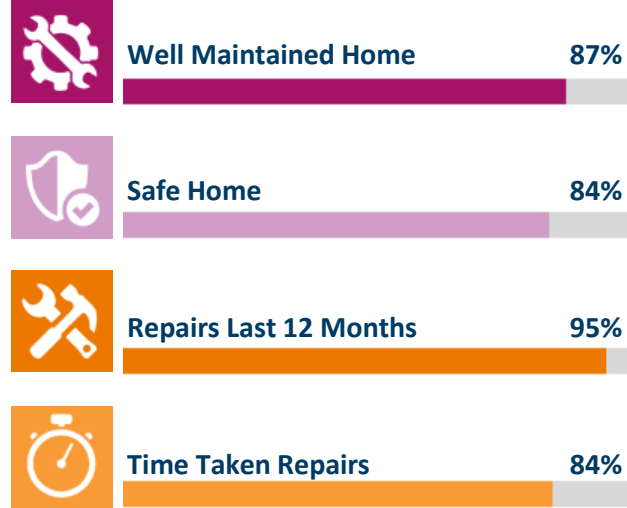 Well Maintained Home 87%
Safe Home 84%
Repairs Last 12 Months 95%
Time Taken Repairs 84%